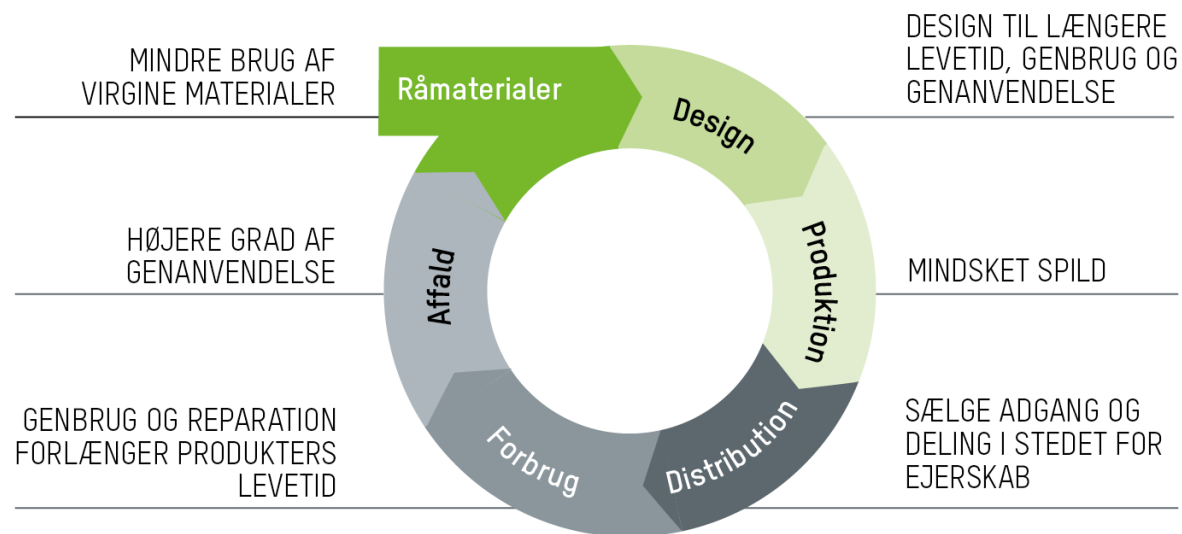 MINDRE BRUG AF
VIRGINE MATERIALER
Råmaterialer
Design
DESIGN TIL LÆNGERE
LEVETID, GENBRUG OG
GENANVENDELSE
HØJERE GRAD AF
GENANVENDELSE
Affald
Produktion
MINDSKET SPILD
GENBRUG OG REPARATION
FORLÆNGER PRODUKTERS
LEVETID
Forbrug
Distribution
SÆLGE ADGANG OG
DELING I STEDET FOR
EJERSKAB